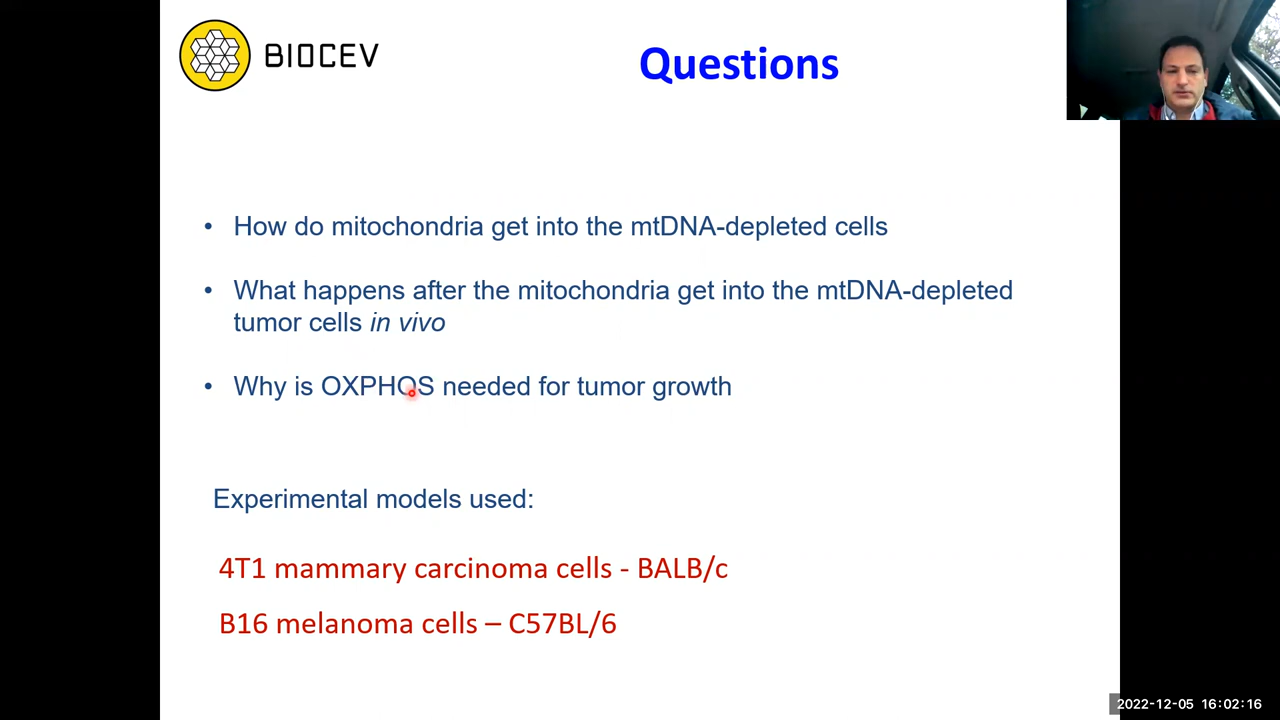 BIOCEV
Questions
• How do mitochondria get into the mtDNA-depleted cells
• What happens after the mitochondria get into the mtDNA-depleted
tumor cells in vivo
• Why is OXPHOS needed for tumor growth
Experimental models used:
4T1 mammary carcinoma cells - BALB/c
B16 melanoma cells – C57BL/6
2022-12-05 16:02:16